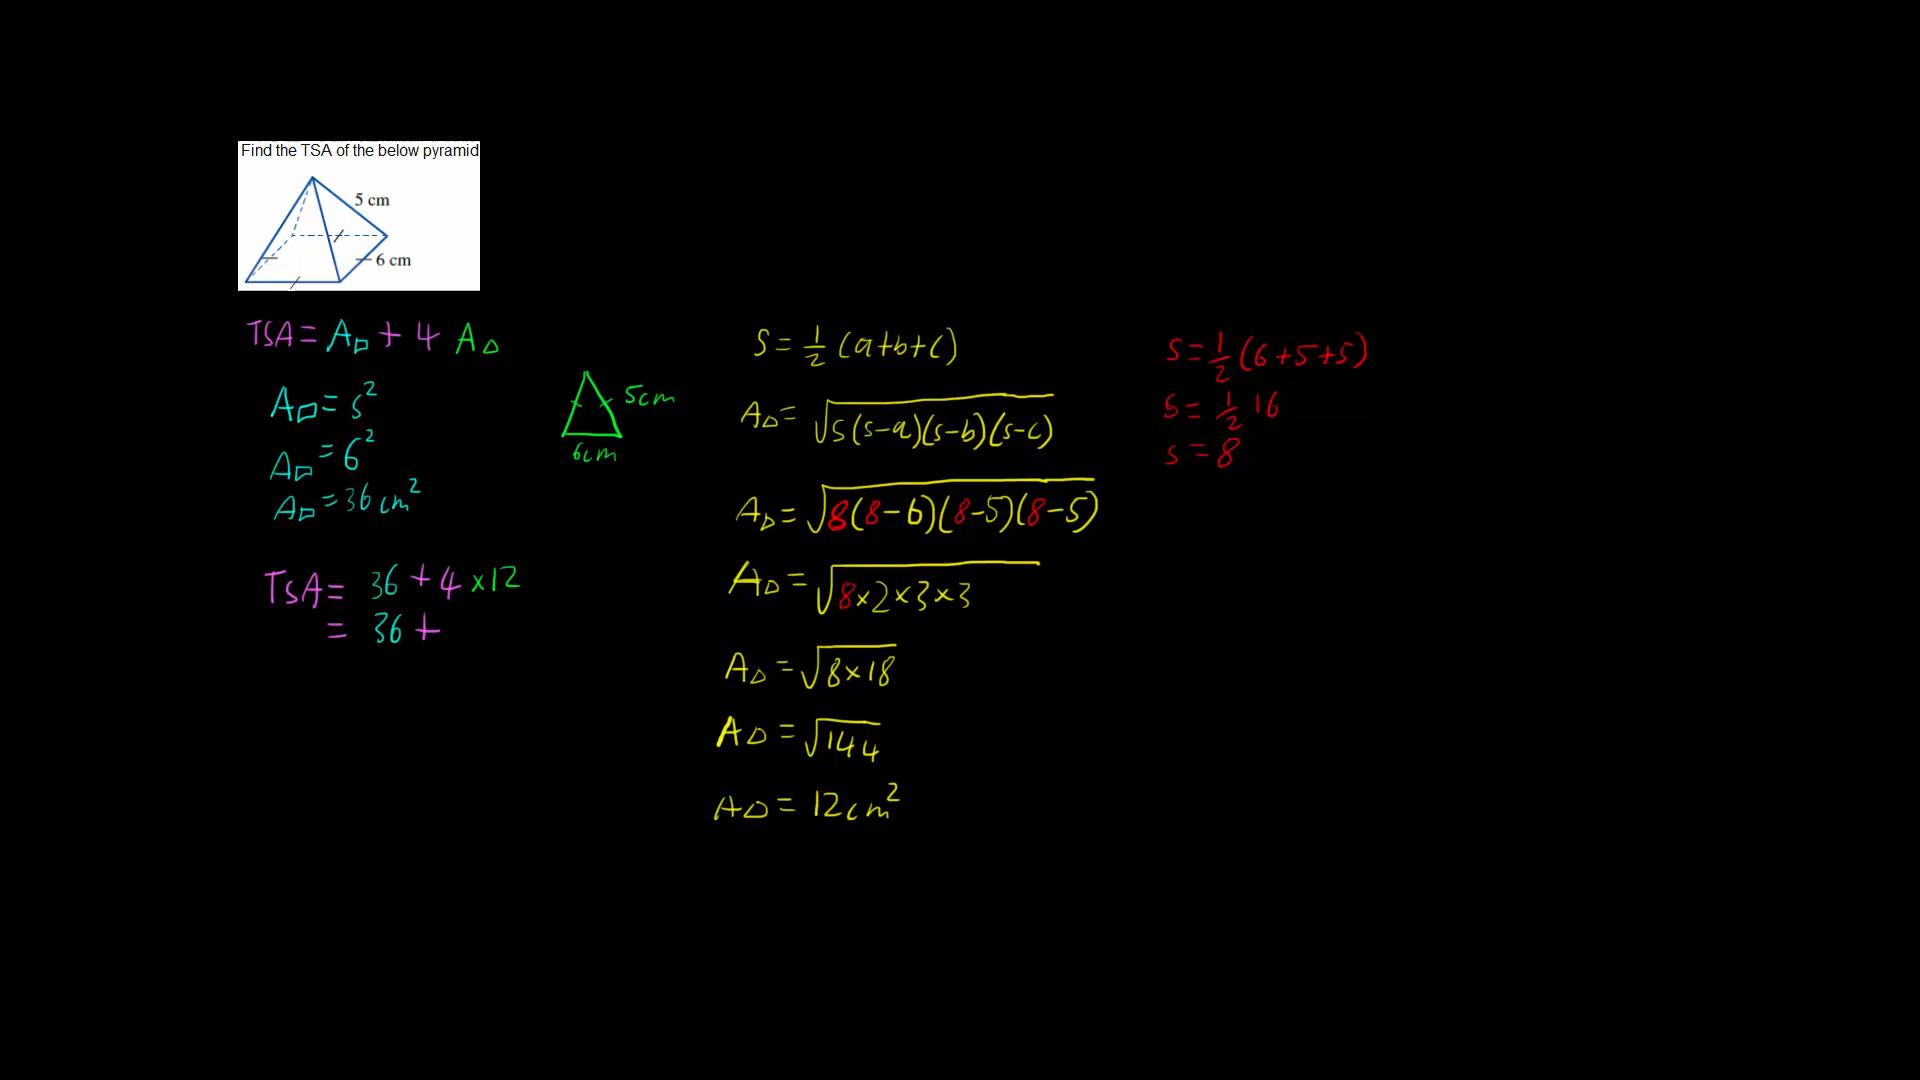 Find the TSA of the below pyramid
5 cm
6 cm
TSA = A□ + 4 A△
A□ = s²
A□ = 6²
A□ = 36 cm²
TSA = 36 + 4 × 12
= 36 +
5cm
6cm
S = 1/2 (a+b+c)
A△ = √s(s-a)(s-b)(s-c)
A△ = √8(8-6)(8-5)(8-5)
A△ = √8×2×3×3
A△ = √8×18
A△ = √144
A△ = 12cm²
s = 1/2 (6+5+5)
s = 1/2 16
s = 8